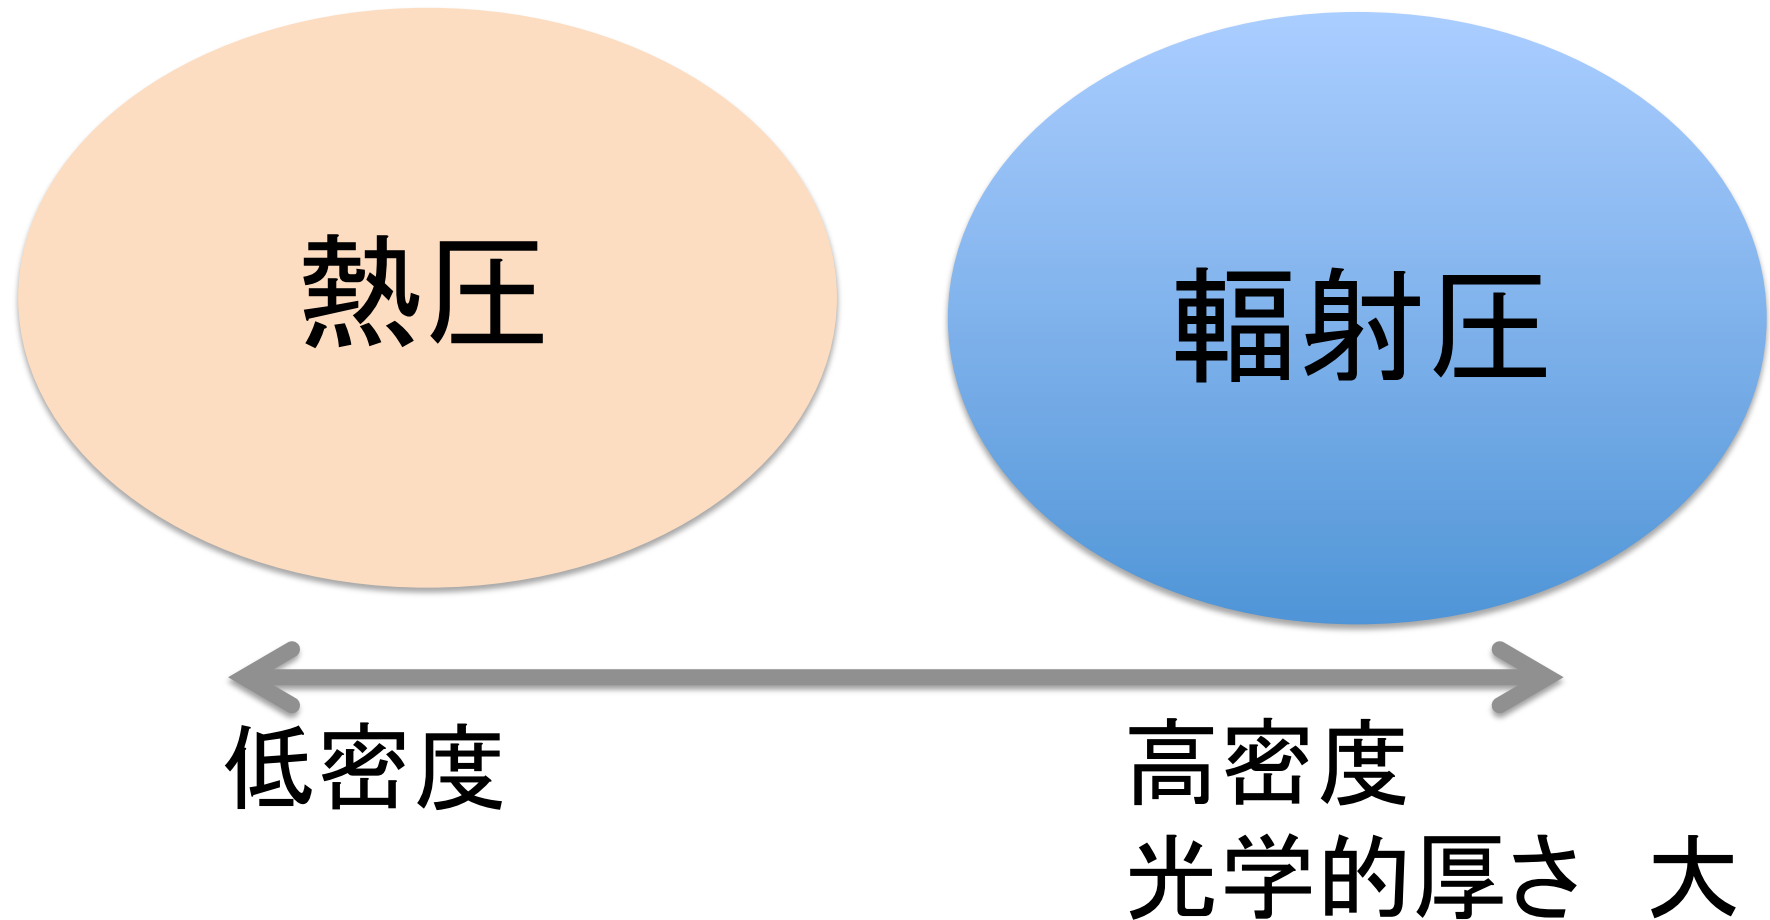 熱圧
輻射圧
低密度
高密度
光学的厚さ　大